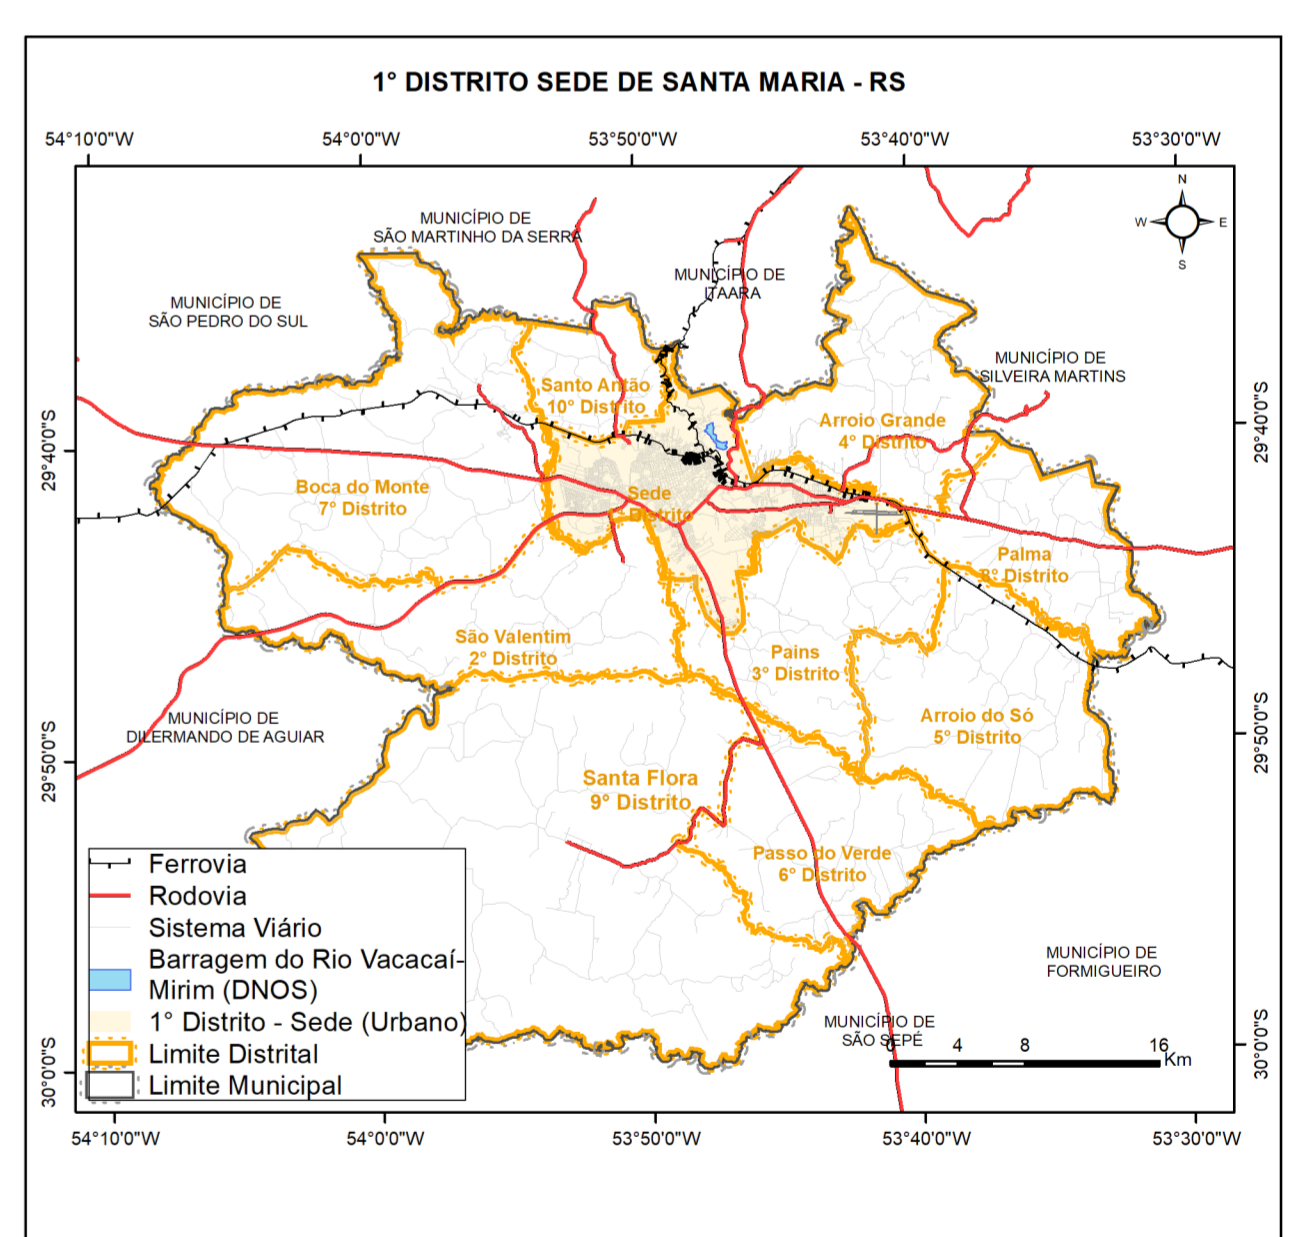 1° DISTRITO SEDE DE SANTA MARIA - RS
54°10'0"W
54°0'0"W
53°50'0"W
53°40'0"W
53°30'0"W
N
W
E
S
MUNICÍPIO DE
SÃO MARTINHO DA SERRA
MUNICÍPIO DE
ITAARA
MUNICÍPIO DE
SÃO PEDRO DO SUL
MUNICÍPIO DE
SILVEIRA MARTINS
Santo Antão
10° Distrito
Arroio Grande
4° Distrito
29°40'0"S
29°40'0"S
Boca do Monte
7° Distrito
Sede
1° Distrito
Palma
8° Distrito
São Valentim
2° Distrito
Pains
3° Distrito
MUNICÍPIO DE
DILERMANDO DE AGUIAR
Arroio do Só
5° Distrito
29°50'0"S
29°50'0"S
Santa Flora
9° Distrito
Passo do Verde
6° Distrito
MUNICÍPIO DE
FORMIGUEIRO
MUNICÍPIO DE
SÃO SEPÉ
0
4
8
16
Km
Ferrovia
Rodovia
Sistema Viário
Barragem do Rio Vacacaí-
Mirim (DNOS)
1° Distrito - Sede (Urbano)
Limite Distrital
Limite Municipal
30°0'0"S
30°0'0"S
54°10'0"W
54°0'0"W
53°50'0"W
53°40'0"W
53°30'0"W